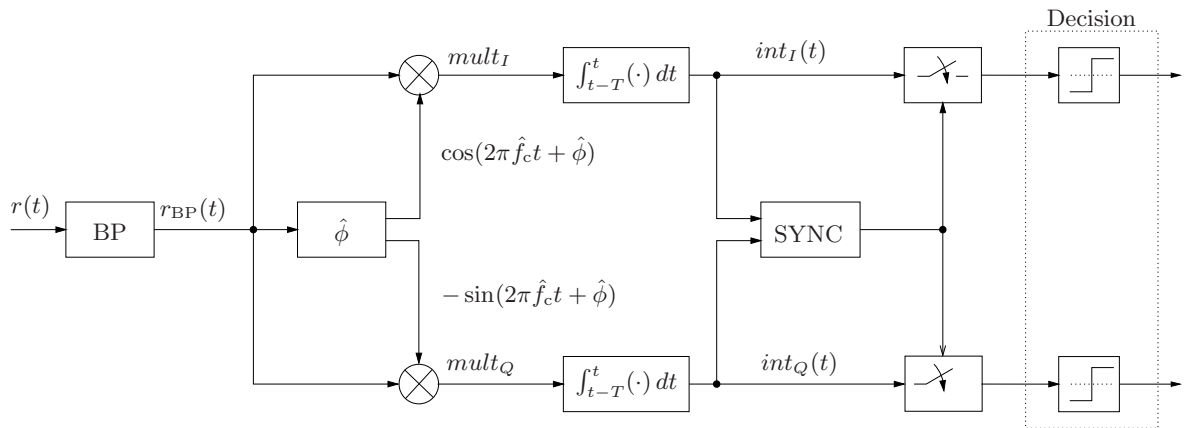 Decision
mult_I
∫_{t−T}^{t}(·) dt
int_I(t)
cos(2πf̂_c t + φ̂)
r(t)
BP
r_BP(t)
φ̂
SYNC
− sin(2πf̂_c t + φ̂)
mult_Q
∫_{t−T}^{t}(·) dt
int_Q(t)